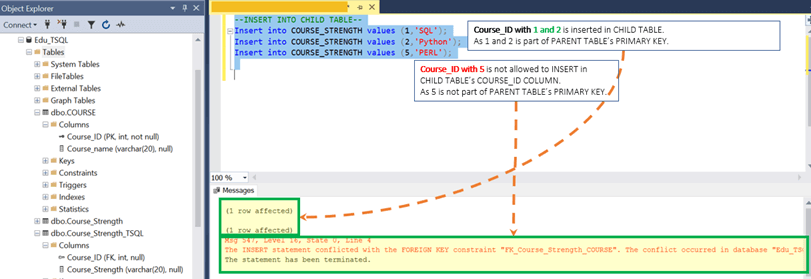 Object Explorer
Connect
Edu_TSQL
Tables
System Tables
FileTables
External Tables
Graph Tables
dbo.COURSE
Columns
Course_ID (PK, int, not null)
Course_name (varchar(20), null)
Keys
Constraints
Triggers
Indexes
Statistics
dbo.Course_Strength
dbo.Course_Strength_TSQL
Columns
Course_ID (FK, int, null)
Course_Strength (varchar(20), null)
--INSERT INTO CHILD TABLE--
Insert into COURSE_STRENGTH values (1,'SQL');
Insert into COURSE_STRENGTH values (2,'Python');
Insert into COURSE_STRENGTH values (5,'PERL');
Course_ID with 1 and 2 is inserted in CHILD TABLE.
As 1 and 2 is part of PARENT TABLE'S PRIMARY KEY.
Course_ID with 5 is not allowed to INSERT in
CHILD TABLE's COURSE_ID COLUMN.
As 5 is not part of PARENT TABLE'S PRIMARY KEY.
100 %
Messages
(1 row affected)
(1 row affected)
Msg 547, Level 16, State 0, Line 4
The INSERT statement conflicted with the FOREIGN KEY constraint "FK_Course_Strength_COURSE". The conflict occurred in database "Edu_TS
The statement has been terminated.